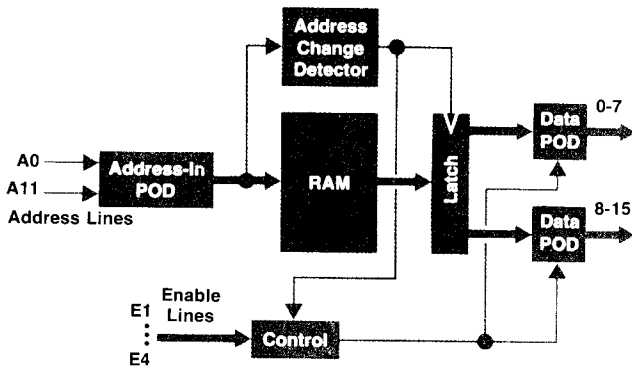 Address
Change
Detector
A0
A11
Address Lines
Address-In
POD
RAM
Latch
Data
POD
0-7
Data
POD
8-15
E1
E4
Enable
Lines
Control